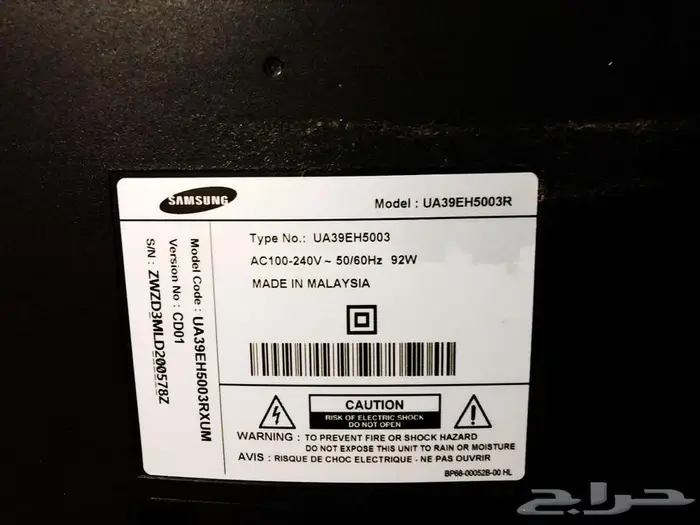 SAMSUNG
Model : UA39EH5003R
Type No.: UA39EH5003
AC100-240V ~ 50/60Hz 92W
MADE IN MALAYSIA
Model Code : UA39EH5003RXUM
Version No : CD01
S/N : ZWZD3MLD200578Z
CAUTION
RISK OF ELECTRIC SHOCK
DO NOT OPEN
WARNING : TO PREVENT FIRE OR SHOCK HAZARD
DO NOT EXPOSE THIS UNIT TO RAIN OR MOISTURE
AVIS : RISQUE DE CHOC ELECTRIQUE - NE PAS OUVRIR
BP68-00052B-00 HL
حراج